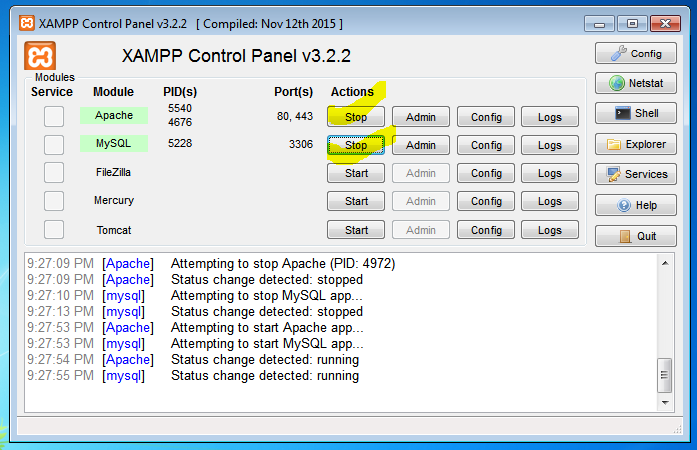 XAMPP Control Panel v3.2.2 [ Compiled: Nov 12th 2015 ]
XAMPP Control Panel v3.2.2
Config
Modules
Service Module PID(s) Port(s) Actions
Netstat
Apache 5540 4676 80, 443 Stop Admin Config Logs
Shell
MySQL 5228 3306 Stop Admin Config Logs
Explorer
FileZilla Start Admin Config Logs
Services
Mercury Start Admin Config Logs
Help
Tomcat Start Admin Config Logs
Quit
9:27:09 PM [Apache] Attempting to stop Apache (PID: 4972)
9:27:09 PM [Apache] Status change detected: stopped
9:27:10 PM [mysql] Attempting to stop MySQL app...
9:27:13 PM [mysql] Status change detected: stopped
9:27:53 PM [Apache] Attempting to start Apache app...
9:27:53 PM [mysql] Attempting to start MySQL app...
9:27:54 PM [Apache] Status change detected: running
9:27:55 PM [mysql] Status change detected: running